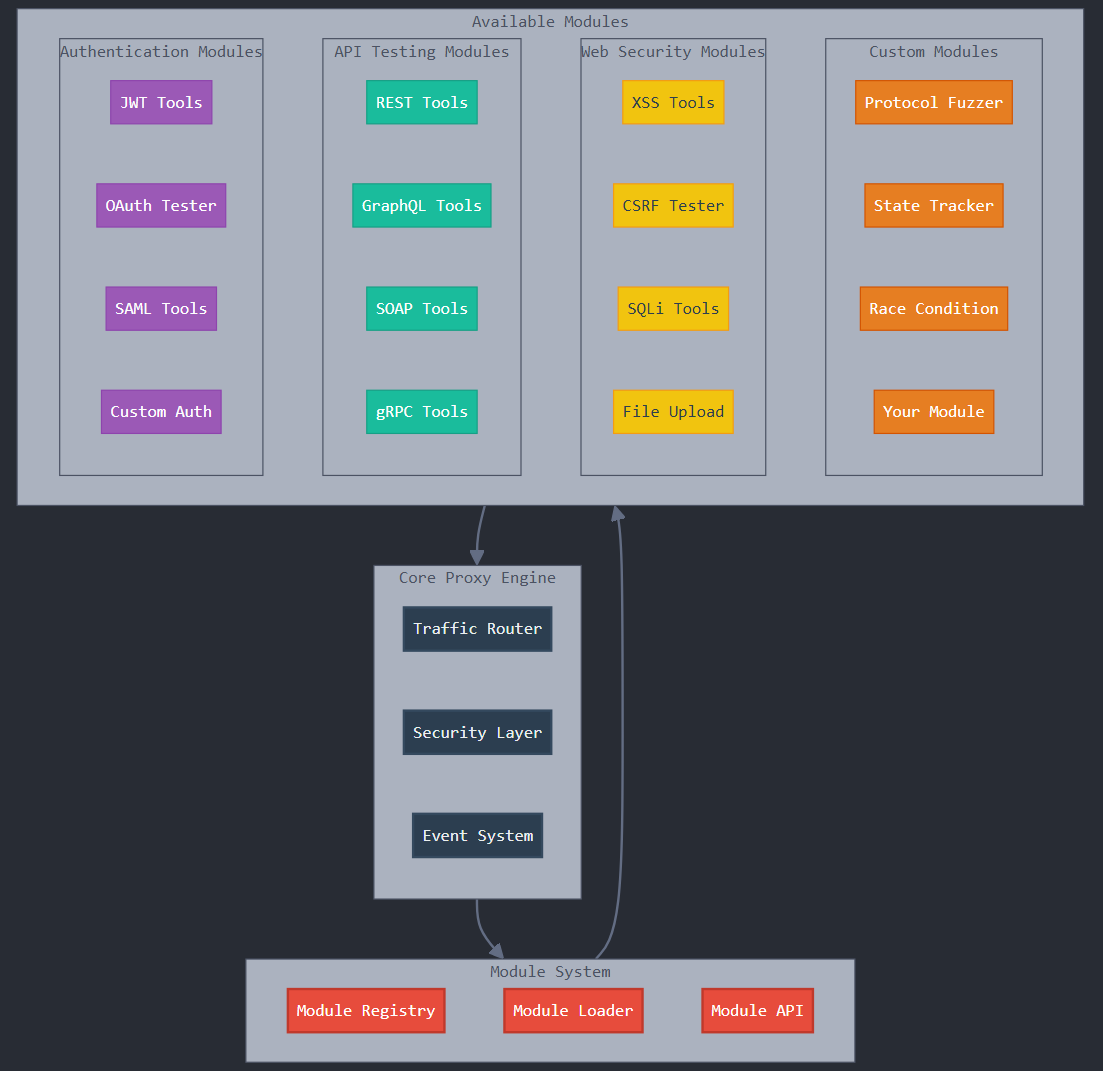 Available Modules
Authentication Modules
JWT Tools
OAuth Tester
SAML Tools
Custom Auth
API Testing Modules
REST Tools
GraphQL Tools
SOAP Tools
gRPC Tools
Web Security Modules
XSS Tools
CSRF Tester
SQLi Tools
File Upload
Custom Modules
Protocol Fuzzer
State Tracker
Race Condition
Your Module
Core Proxy Engine
Traffic Router
Security Layer
Event System
Module System
Module Registry
Module Loader
Module API